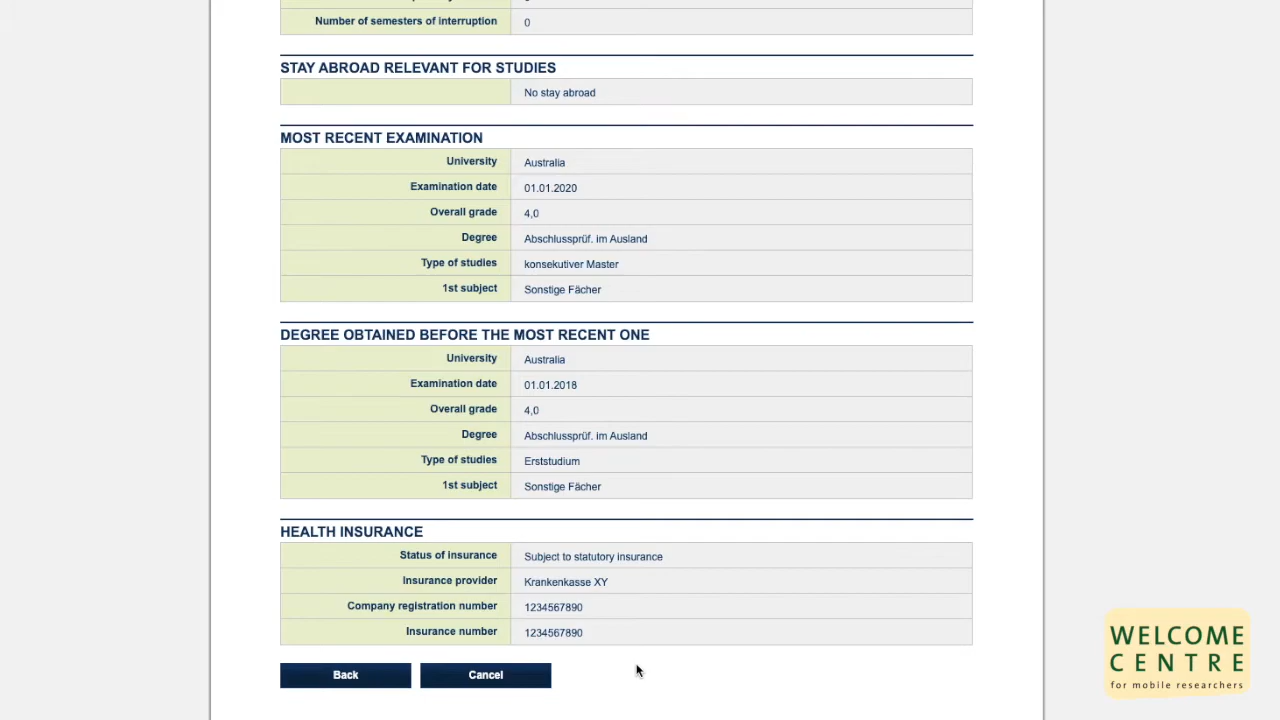 Number of semesters of interruption 0
STAY ABROAD RELEVANT FOR STUDIES
No stay abroad
MOST RECENT EXAMINATION
University Australia
Examination date 01.01.2020
Overall grade 4,0
Degree Abschlussprüf. im Ausland
Type of studies konsekutiver Master
1st subject Sonstige Fächer
DEGREE OBTAINED BEFORE THE MOST RECENT ONE
University Australia
Examination date 01.01.2018
Overall grade 4,0
Degree Abschlussprüf. im Ausland
Type of studies Erststudium
1st subject Sonstige Fächer
HEALTH INSURANCE
Status of insurance Subject to statutory insurance
Insurance provider Krankenkasse XY
Company registration number 1234567890
Insurance number 1234567890
Back Cancel
WELCOME
CENTRE
for mobile researchers